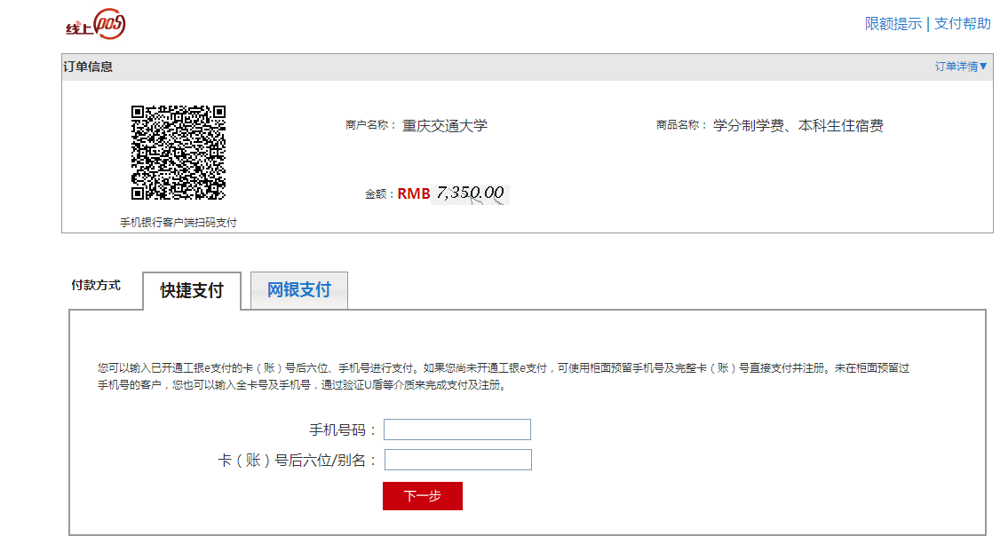 线上POS
限额提示 | 支付帮助
订单信息
订单详情▼
商户名称： 重庆交通大学
商品名称： 学分制学费、本科生住宿费
金额：RMB 7,350.00
手机银行客户端扫码支付
付款方式
快捷支付
网银支付
您可以输入已开通工银e支付的卡（账）号后六位、手机号进行支付。如果您尚未开通工银e支付，可使用柜面预留手机号及完整卡（账）号直接支付并注册。未在柜面预留过
手机号的客户，您也可以输入全卡号及手机号，通过验证U盾等介质来完成支付及注册。
手机号码：
卡（账）号后六位/别名：
下一步